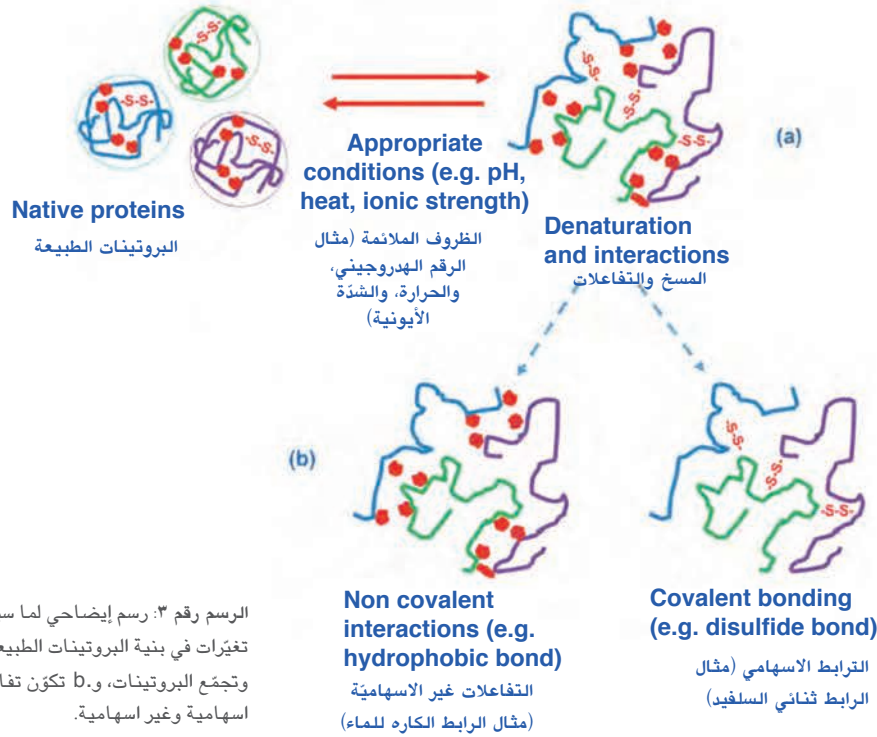 -S-S-
-S-S-
-S-S-
-S-S-
-S-S-
-S-S-
(a)
Native proteins
البروتينات الطبيعة
Appropriate
conditions (e.g. pH,
heat, ionic strength)
الظروف الملائمة (مثال
الرقم الهدروجيني،
والحرارة، والشدّة
الأيونية)
Denaturation
and interactions
المسخ والتفاعلات
(b)
Non covalent
interactions (e.g.
hydrophobic bond)
التفاعلات غير الاسهاميّة
(مثال الرابط الكاره للماء)
-S-S-
-S-S-
-S-S-
Covalent bonding
(e.g. disulfide bond)
الترابط الاسهامي (مثال
الرابط ثنائي السلفيد)
الرسم رقم ٣: رسم إيضاحي لما
تغيّرات في بنية البروتينات
وتجمّع البروتينات، و.b تكوّن
اسهامية وغير اسهامية.